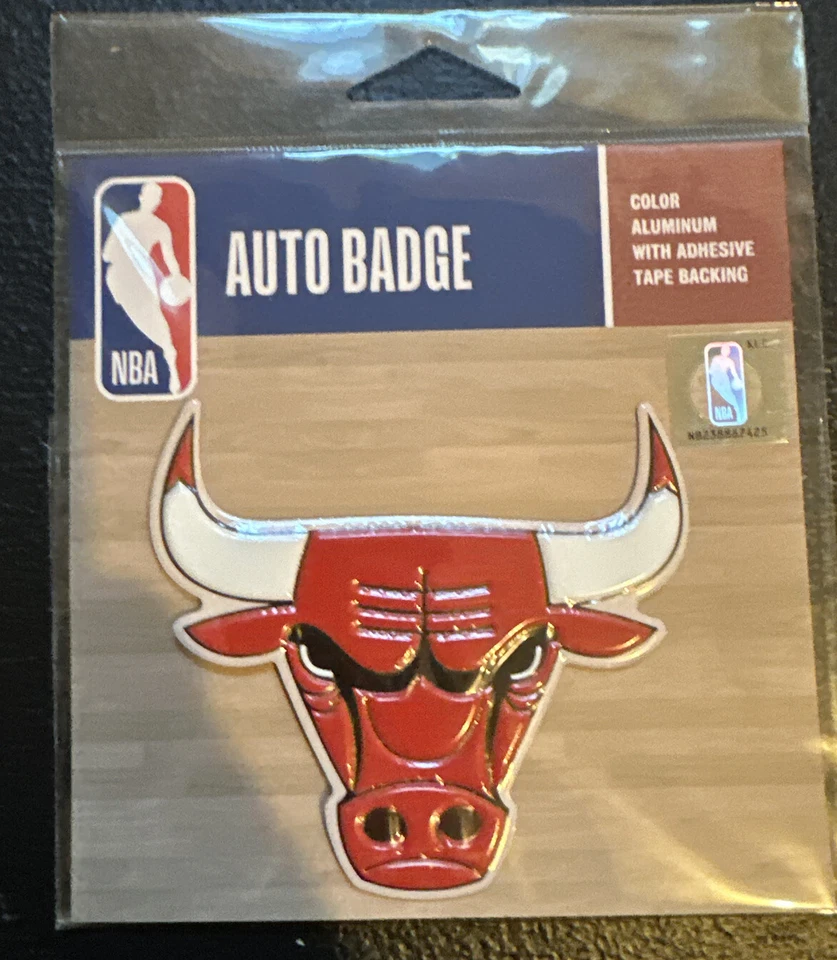 AUTO BADGE
COLOR
ALUMINUM
WITH ADHESIVE
TAPE BACKING
NBA
NBA